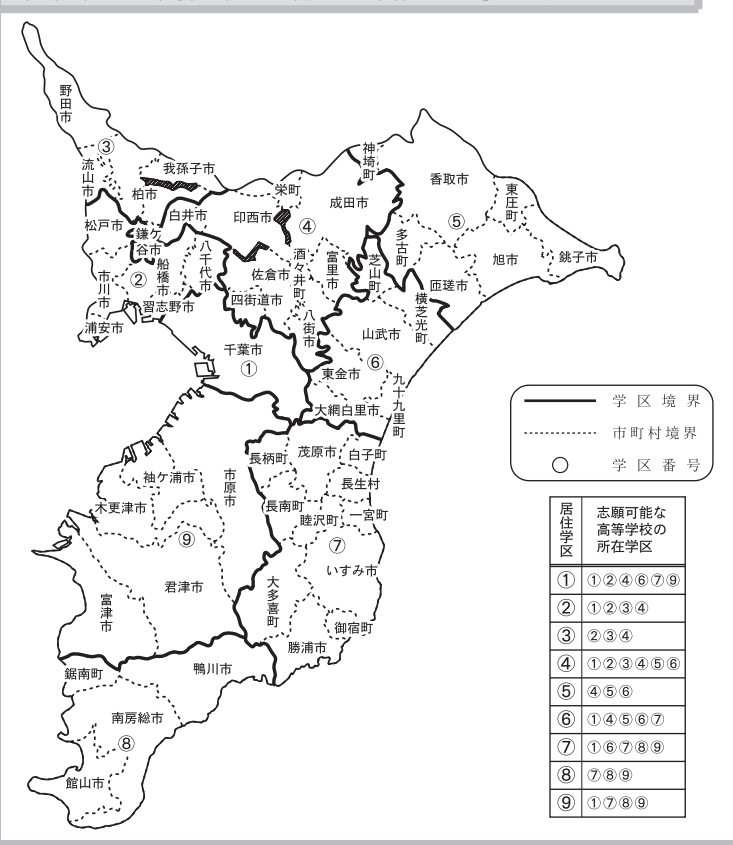 野田市
③
流山市
我孫子市
柏市
松戸市
鎌ケ谷市
白井市
印西市
栄町
④
成田市
神埼町
香取市
東庄町
⑤
多古町
旭市
銚子市
匝瑳市
芝山町
横芝光町
市川市
②
船橋市
八千代市
習志野市
浦安市
佐倉市
酒々井町
富里市
四街道市
八街市
千葉市
①
山武市
⑥
東金市
九十九里町
大網白里市
長柄町
茂原市
白子町
長生村
長南町
睦沢町
一宮町
⑦
いすみ市
大多喜町
御宿町
勝浦市
袖ケ浦市
市原市
木更津市
⑨
君津市
富津市
鋸南町
鴨川市
南房総市
⑧
館山市
学区境界
市町村境界
学区番号
居住学区
志願可能な
高等学校の
所在学区
① ①②④⑥⑦⑨
② ①②③④
③ ②③④
④ ①②③④⑤⑥
⑤ ④⑤⑥
⑥ ①④⑤⑥⑦
⑦ ①⑥⑦⑧⑨
⑧ ⑦⑧⑨
⑨ ①⑦⑧⑨